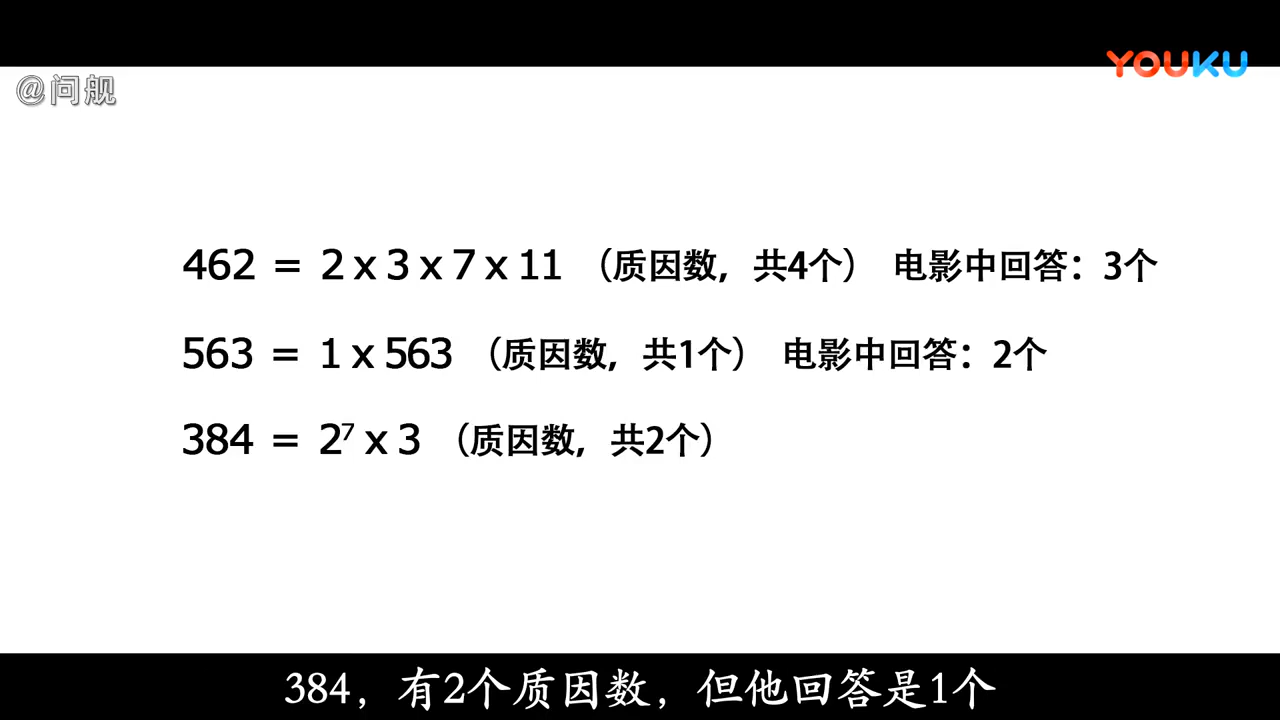 YOUKU
@问舰
462 = 2 x 3 x 7 x 11 （质因数，共4个） 电影中回答：3个
563 = 1 x 563 （质因数，共1个） 电影中回答：2个
384 = 2⁷ x 3 （质因数，共2个）
384，有2个质因数，但他回答是1个